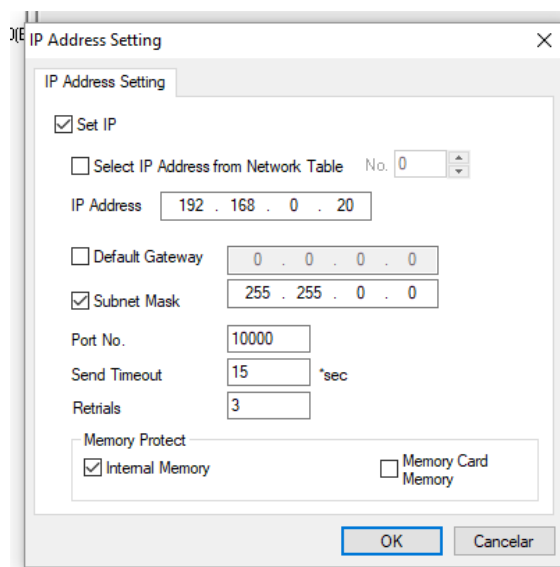 IP Address Setting
IP Address Setting
Set IP
Select IP Address from Network Table No. 0
IP Address 192 . 168 . 0 . 20
Default Gateway 0 . 0 . 0 . 0
Subnet Mask 255 . 255 . 0 . 0
Port No. 10000
Send Timeout 15 *sec
Retrials 3
Memory Protect
Internal Memory Memory Card Memory
OK Cancelar